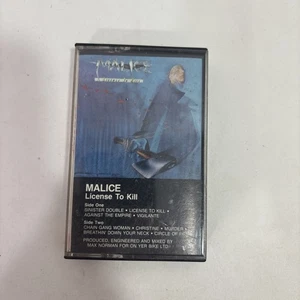 MALICE
MALICE
License To Kill
Side One
SINISTER DOUBLE • LICENSE TO KILL •
AGAINST THE EMPIRE • VIGILANTE
Side Two
CHAIN GANG WOMAN • CHRISTINE • MURDER •
BREATHIN' DOWN YOUR NECK • CIRCLE OF
PRODUCED, ENGINEERED AND MIXED BY
MAX NORMAN FOR ON YER BIKE LTD.